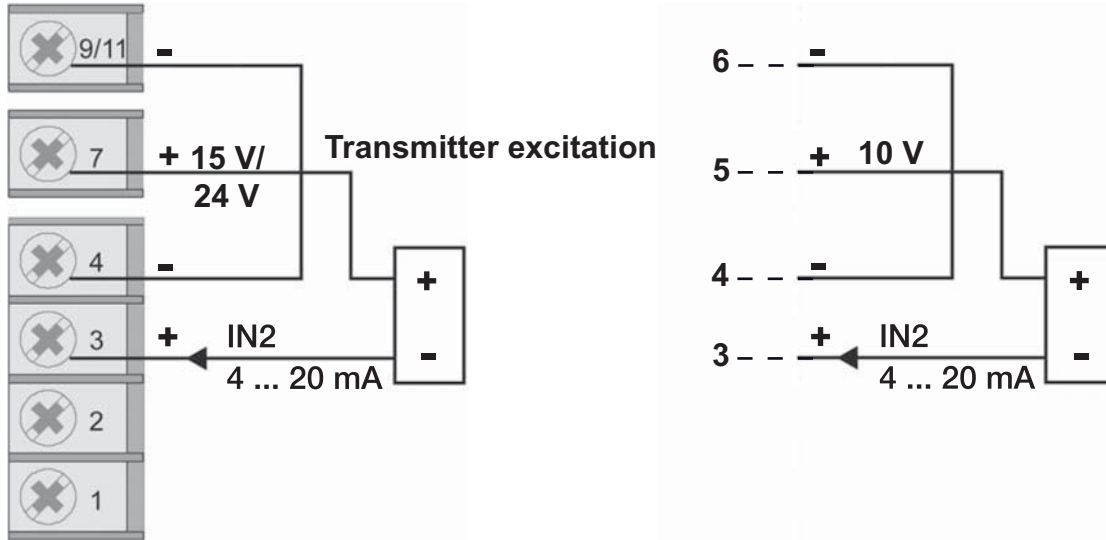 9/11 -
7 + 15 V/
24 V
Transmitter excitation
4 -
3 + IN2
4 ... 20 mA
+
-
2
1
6 -
5 + 10 V
4 -
3 + IN2
4 ... 20 mA
+
-